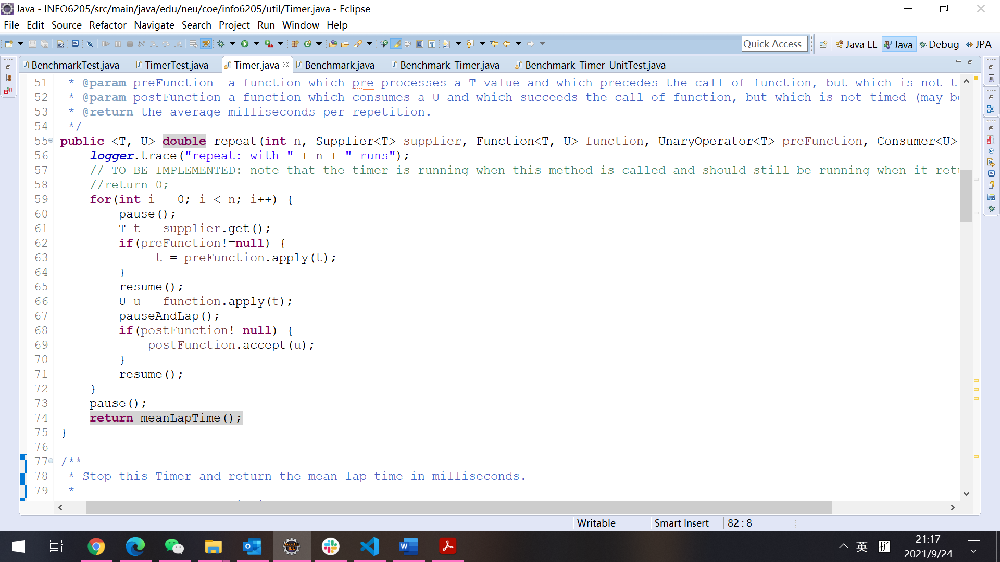 Java - INFO6205/src/main/java/edu/neu/coe/info6205/util/Timer.java - Eclipse
File Edit Source Refactor Navigate Search Project Run Window Help
Quick Access Java EE Java Debug JPA
BenchmarkTest.java TimerTest.java Timer.java Benchmark.java Benchmark_Timer.java Benchmark_Timer_UnitTest.java
51 * @param preFunction a function which pre-processes a T value and which precedes the call of function, but which is not
52 * @param postFunction a function which consumes a U and which succeeds the call of function, but which is not timed (may
53 * @return the average milliseconds per repetition.
54 */
55 public <T, U> double repeat(int n, Supplier<T> supplier, Function<T, U> function, UnaryOperator<T> preFunction, Consumer<U>
56 logger.trace("repeat: with " + n + " runs");
57 // TO BE IMPLEMENTED: note that the timer is running when this method is called and should still be running when it
58 //return 0;
59 for(int i = 0; i < n; i++) {
60 pause();
61 T t = supplier.get();
62 if(preFunction!=null) {
63 t = preFunction.apply(t);
64 }
65 resume();
66 U u = function.apply(t);
67 pauseAndLap();
68 if(postFunction!=null) {
69 postFunction.accept(u);
70 }
71 resume();
72 }
73 pause();
74 return meanLapTime();
75 }
76
77 /**
78 * Stop this Timer and return the mean lap time in milliseconds.
79 *
Writable Smart Insert 82 : 8
英 拼 21:17
2021/9/24